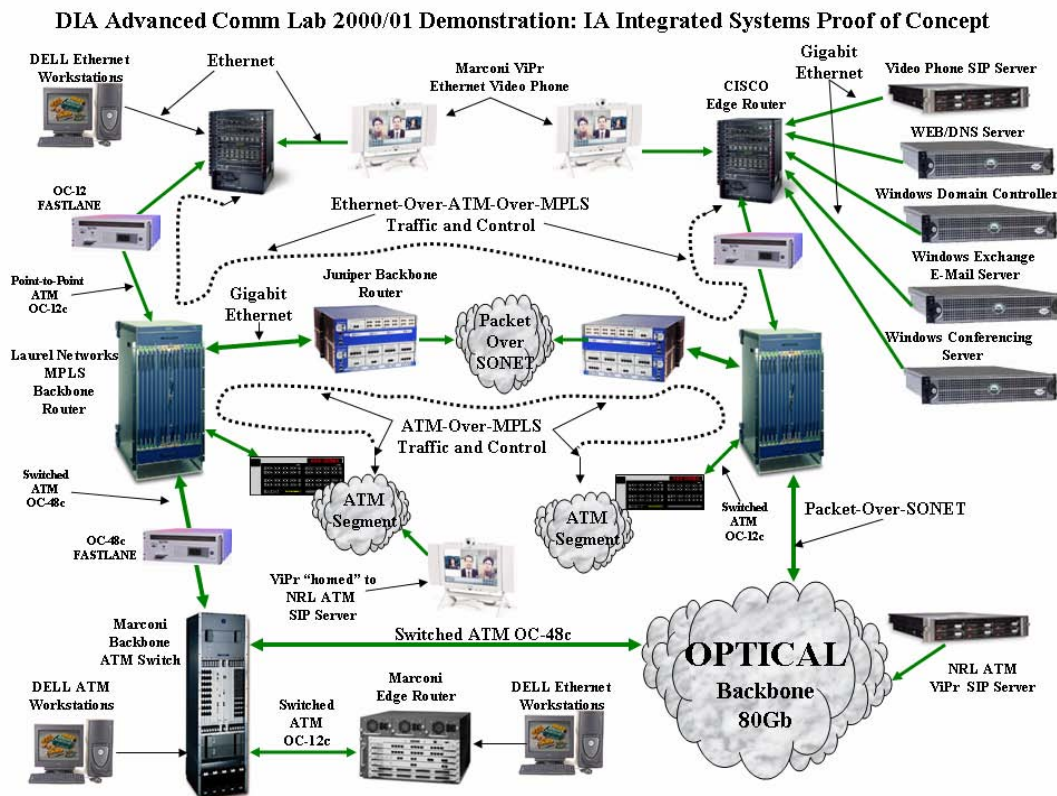 DIA Advanced Comm Lab 2000/01 Demonstration: IA Integrated Systems Proof of Concept
DELL Ethernet
Workstations
Ethernet
Marconi ViPr
Ethernet Video Phone
CISCO
Edge Router
Gigabit
Ethernet
Video Phone SIP Server
WEB/DNS Server
OC-12
FASTLANE
Ethernet-Over-ATM-Over-MPLS
Traffic and Control
Windows Domain Controller
Windows Exchange
E-Mail Server
Point-to-Point
ATM
OC-12c
Gigabit
Ethernet
Juniper Backbone
Router
Packet
Over
SONET
Windows Conferencing
Server
Laurel Networks
MPLS
Backbone
Router
ATM-Over-MPLS
Traffic and Control
Switched
ATM
OC-48c
ATM
Segment
ATM
Segment
Switched
ATM
OC-12c
Packet-Over-SONET
OC-48c
FASTLANE
ViPr “homed” to
NRL ATM
SIP Server
Marconi
Backbone
ATM Switch
Switched ATM OC-48c
OPTICAL
Backbone
80Gb
NRL ATM
ViPr SIP Server
DELL ATM
Workstations
Switched
ATM
OC-12c
Marconi
Edge Router
DELL Ethernet
Workstations